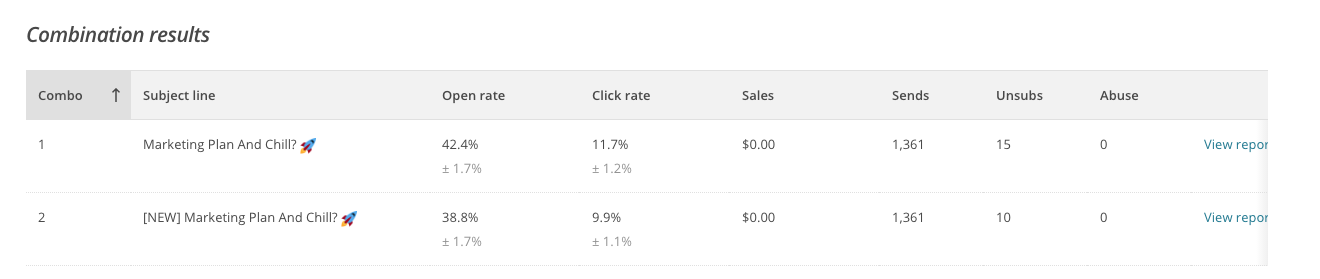 Combination results
Combo ↑ Subject line Open rate Click rate Sales Sends Unsubs Abuse
1 Marketing Plan And Chill? 🚀 42.4% 11.7% $0.00 1,361 15 0 View repor
± 1.7% ± 1.2%
2 [NEW] Marketing Plan And Chill? 🚀 38.8% 9.9% $0.00 1,361 10 0 View repor
± 1.7% ± 1.1%